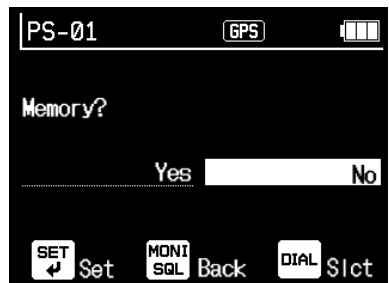 PS-01 GPS
Memory?
Yes No
SET Set MONI SQL Back DIAL Slct